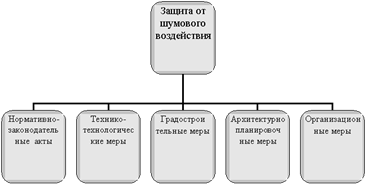 Защита от
шумового
воздействия
Нормативно-
законодатель
ные акты
Технико-
технологичес
кие меры
Градострои
тельные меры
Архитектурно
планировоч
ные меры
Организацион
ные меры